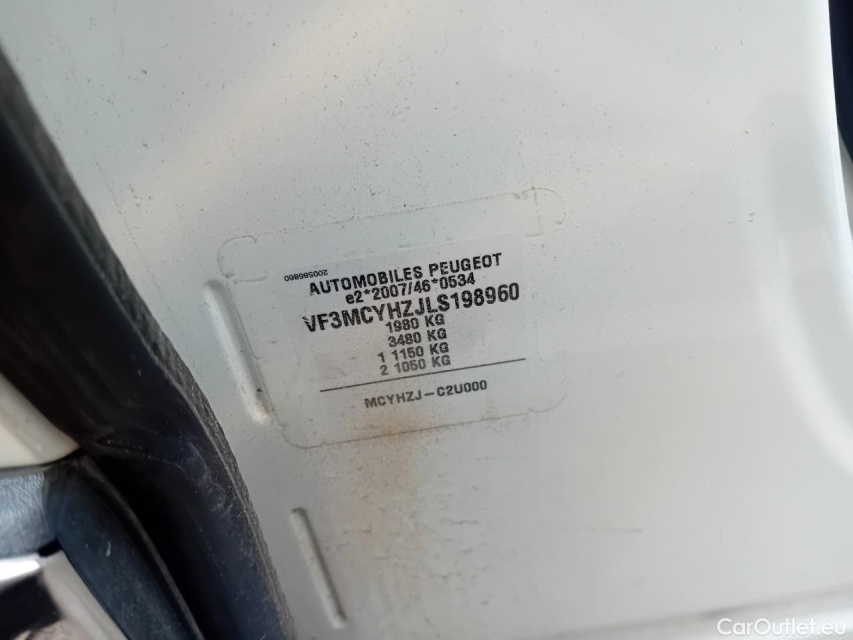 200586860
AUTOMOBILES PEUGEOT
e2*2007/46*0534
VF3MCYHZJLS198960
1980 KG
3480 KG
1 1150 KG
2 1050 KG
MCYHZJ-C2U000
CarOutlet.eu